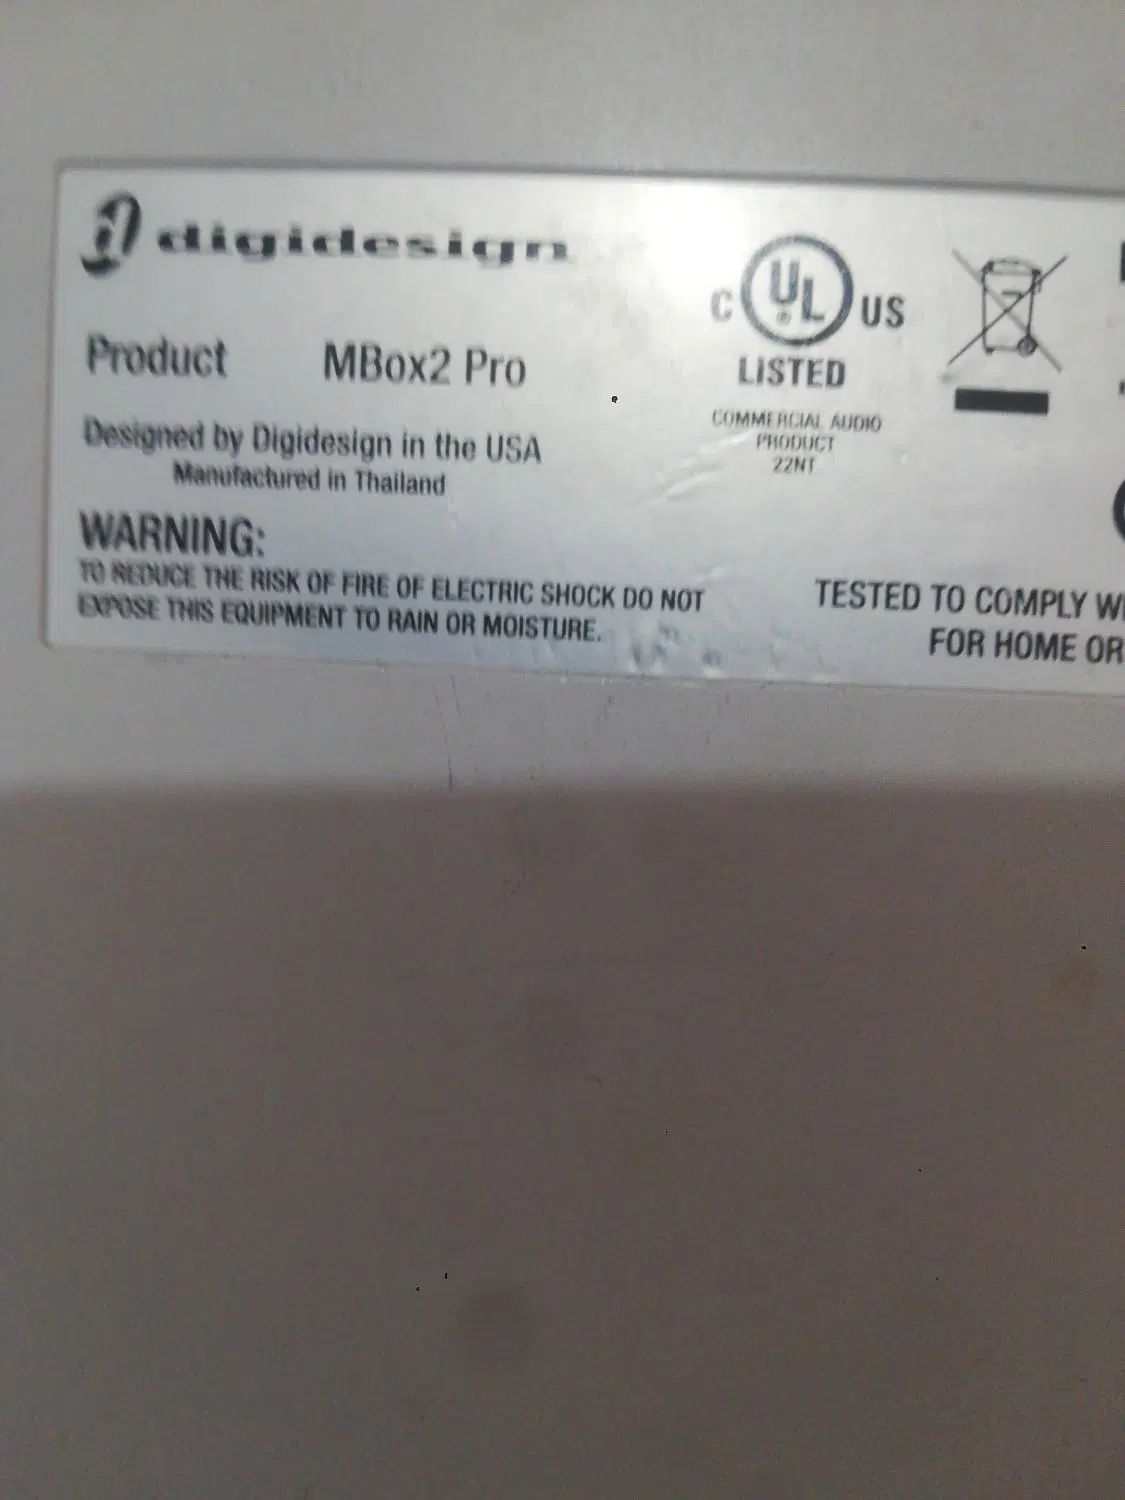 digidesign
Product MBox2 Pro
Designed by Digidesign in the USA
Manufactured in Thailand
WARNING:
TO REDUCE THE RISK OF FIRE OF ELECTRIC SHOCK DO NOT
EXPOSE THIS EQUIPMENT TO RAIN OR MOISTURE.
C UL US
LISTED
COMMERCIAL AUDIO
PRODUCT
22NT
TESTED TO COMPLY
FOR HOME OR